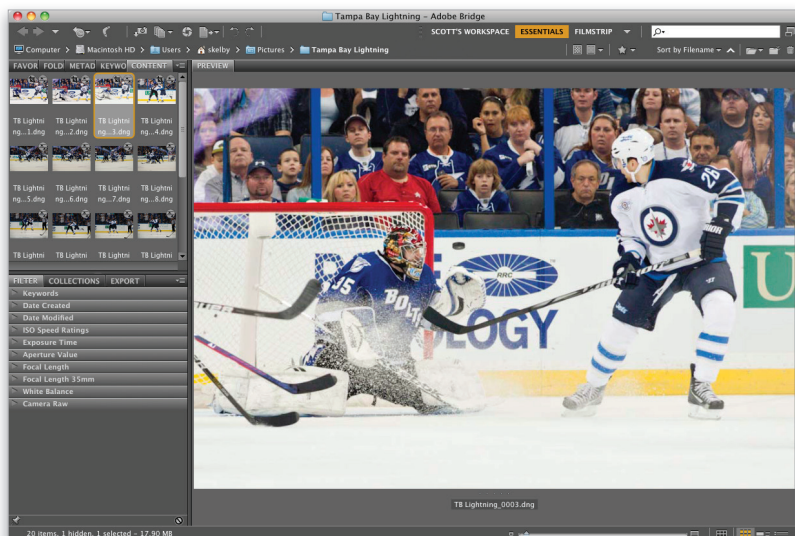 Tampa Bay Lightning – Adobe Bridge
SCOTT'S WORKSPACE ESSENTIALS FILMSTRIP
Computer > Macintosh HD > Users > skelby > Pictures > Tampa Bay Lightning
Sort by Filename
FAVOR FOLD METAD KEYWO CONTENT
PREVIEW
TB Lightni TB Lightni TB Lightni TB Lightni
ng...1.dng ng...2.dng ng...3.dng ng...4.dng
TB Lightni TB Lightni TB Lightni TB Lightni
ng...5.dng ng...6.dng ng...7.dng ng...8.dng
TB Lightni TB Lightni TB Lightni TB Lightni
FILTER COLLECTIONS EXPORT
Keywords
Date Created
Date Modified
ISO Speed Ratings
Exposure Time
Aperture Value
Focal Length
Focal Length 35mm
White Balance
Camera Raw
26
RRC
35
BOLT
OLOGY
U
TB Lightning_0003.dng
20 items, 1 hidden, 1 selected – 17.90 MB